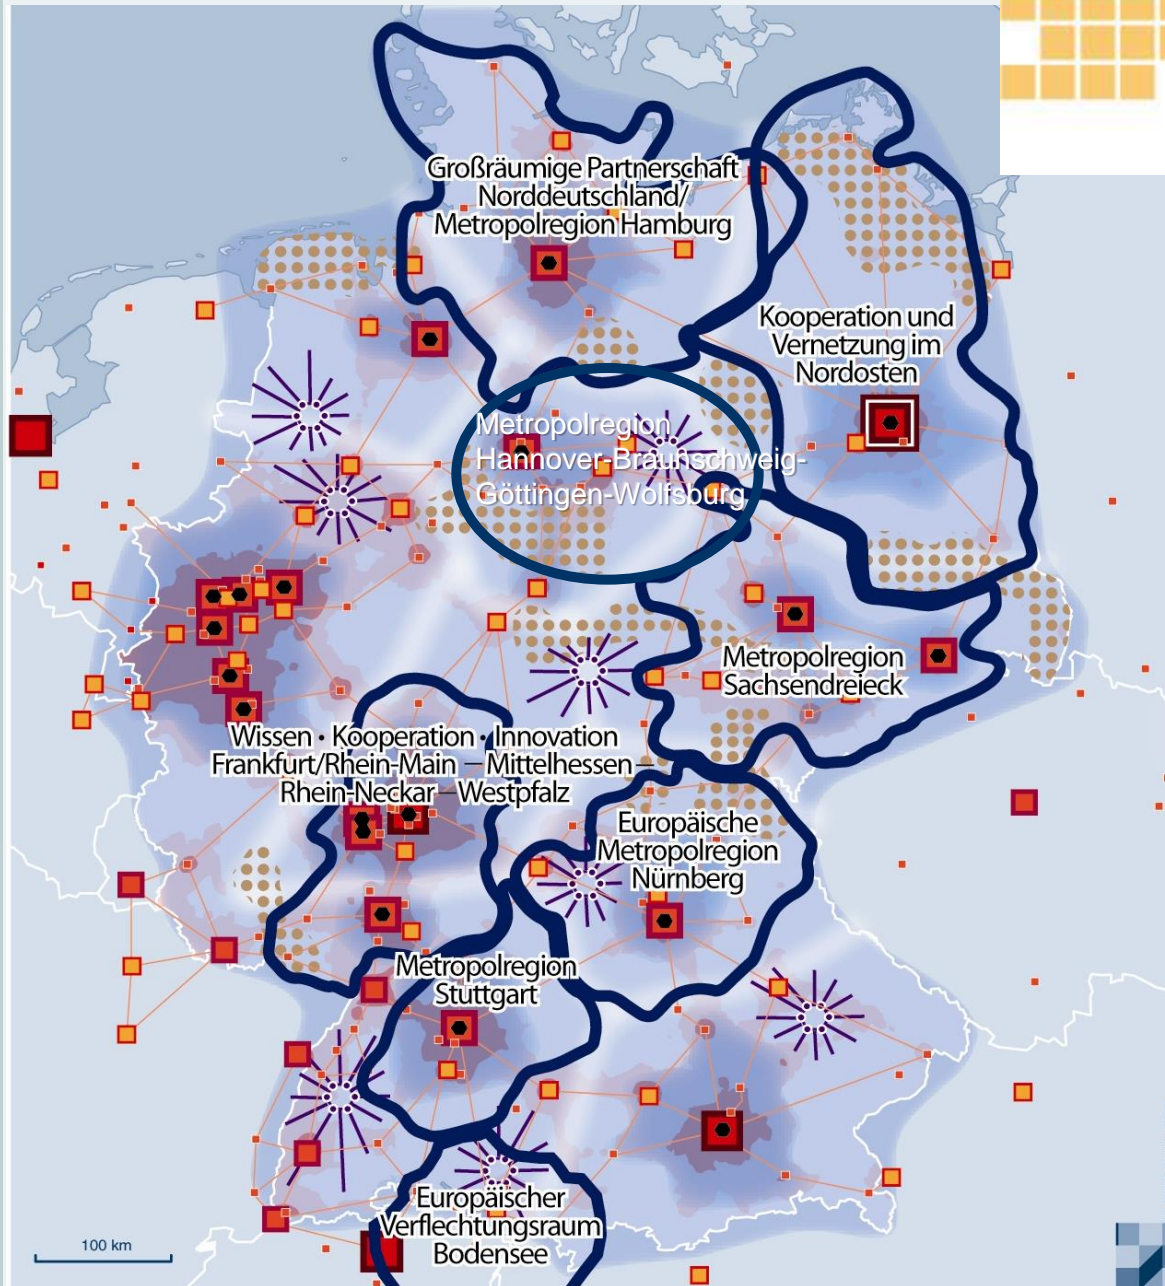 Großräumige Partnerschaft
Norddeutschland/
Metropolregion Hamburg
Kooperation und
Vernetzung im
Nordosten
Metropolregion
Hannover-Braunschweig-
Göttingen-Wolfsburg
Metropolregion
Sachsendreieck
Wissen · Kooperation · Innovation
Frankfurt/Rhein-Main – Mittelhessen –
Rhein-Neckar – Westpfalz
Europäische
Metropolregion
Nürnberg
Metropolregion
Stuttgart
Europäischer
Verflechtungsraum
Bodensee
100 km